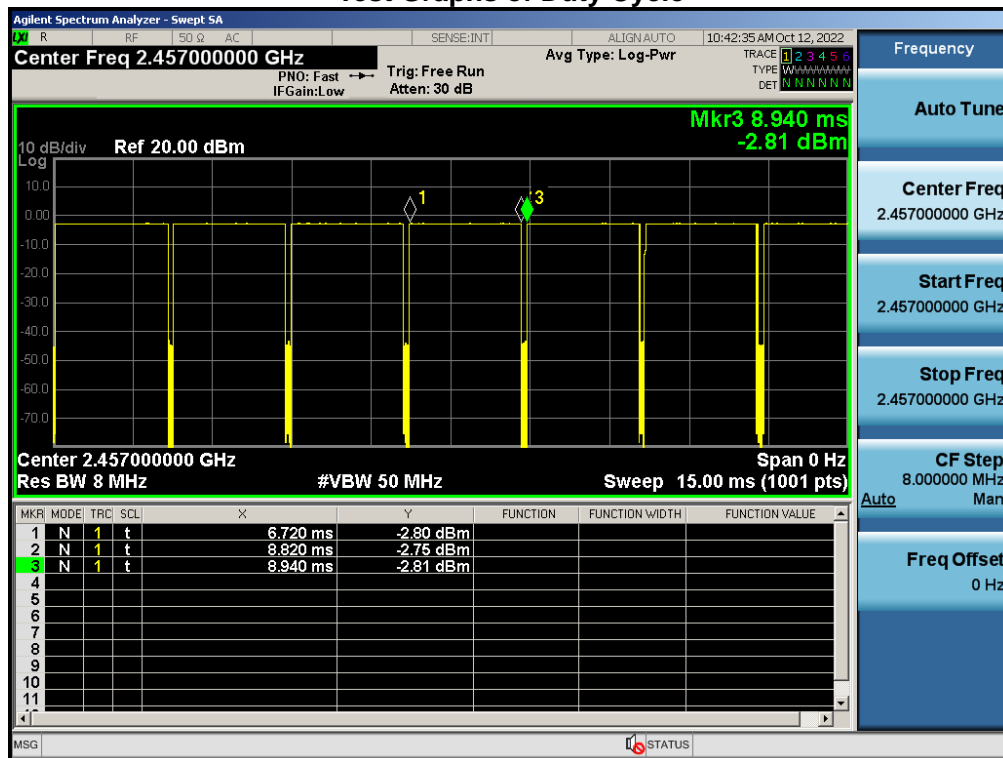 Test Graphs of Duty Cycle
Agilent Spectrum Analyzer - Swept SA
LXI R RF 50 Ω AC SENSE:INT ALIGN AUTO 10:42:35 AM Oct 12, 2022
Center Freq 2.457000000 GHz
PNO: Fast
IFGain:Low
Trig: Free Run
Atten: 30 dB
Avg Type: Log-Pwr
TRACE 1 2 3 4 5 6
TYPE
DET N N N N N N
Mkr3 8.940 ms
-2.81 dBm
10 dB/div Ref 20.00 dBm
Log
10.0
0.00
-10.0
-20.0
-30.0
-40.0
-50.0
-60.0
-70.0
1
3
Center 2.457000000 GHz Span 0 Hz
Res BW 8 MHz #VBW 50 MHz Sweep 15.00 ms (1001 pts)
MKR MODE TRC SCL X Y FUNCTION FUNCTION WIDTH FUNCTION VALUE
1 N 1 t 6.720 ms -2.80 dBm
2 N 1 t 8.820 ms -2.75 dBm
3 N 1 t 8.940 ms -2.81 dBm
4
5
6
7
8
9
10
11
MSG STATUS
Frequency
Auto Tune
Center Freq
2.457000000 GHz
Start Freq
2.457000000 GHz
Stop Freq
2.457000000 GHz
CF Step
8.000000 MHz
Auto Man
Freq Offset
0 Hz